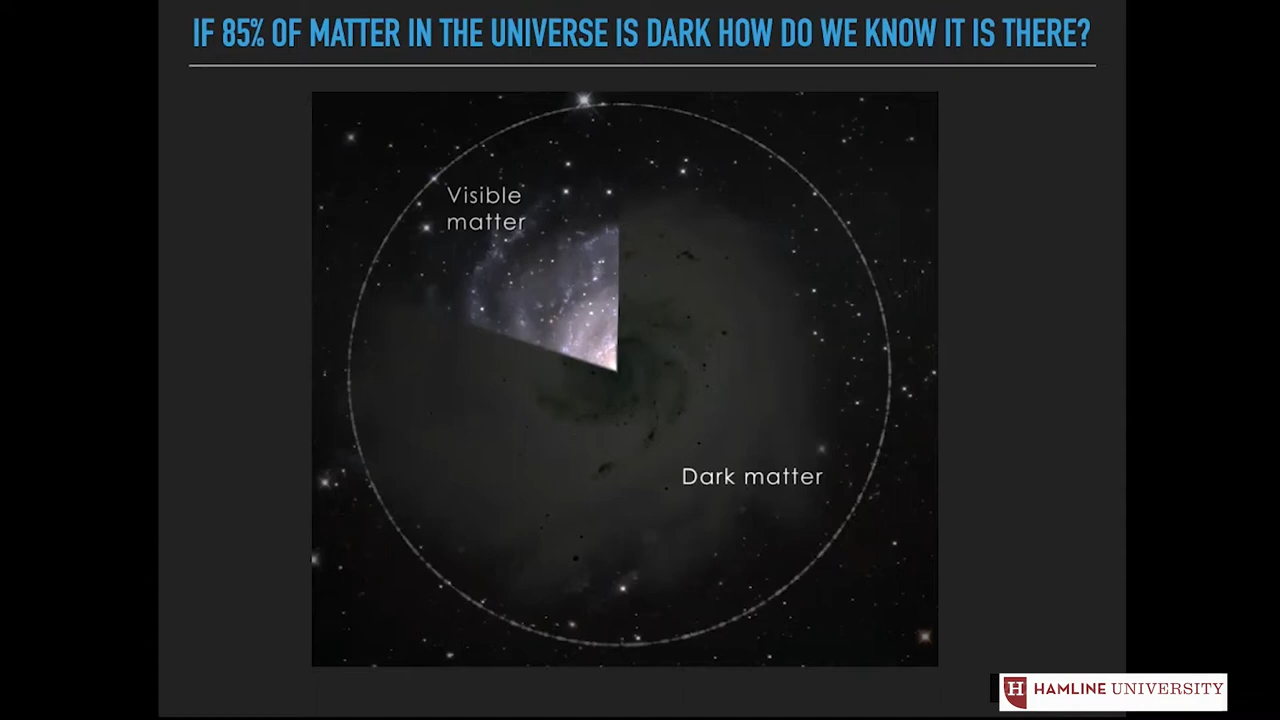 IF 85% OF MATTER IN THE UNIVERSE IS DARK HOW DO WE KNOW IT IS THERE?
Visible
matter
Dark matter
H HAMLINE UNIVERSITY